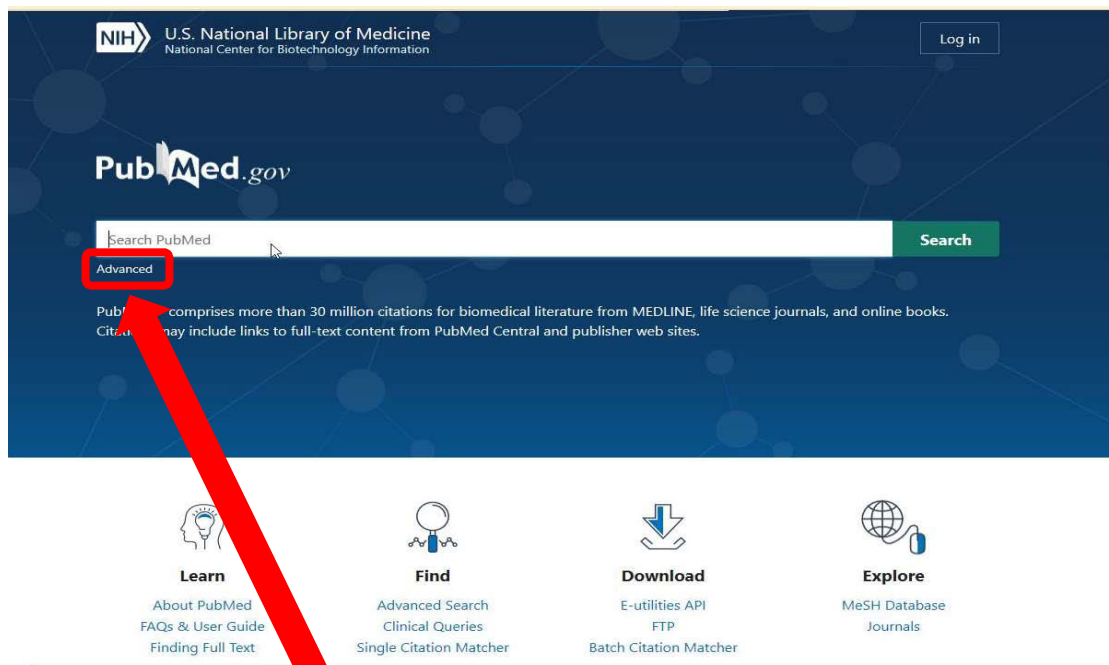 NIH U.S. National Library of Medicine
National Center for Biotechnology Information
Log in
PubMed.gov
Search PubMed
Search
Advanced
comprises more than 30 million citations for biomedical literature from MEDLINE, life science journals, and online books.
may include links to full-text content from PubMed Central and publisher web sites.
Learn
About PubMed
FAQs & User Guide
Finding Full Text
Find
Advanced Search
Clinical Queries
Single Citation Matcher
Download
E-utilities API
FTP
Batch Citation Matcher
Explore
MeSH Database
Journals